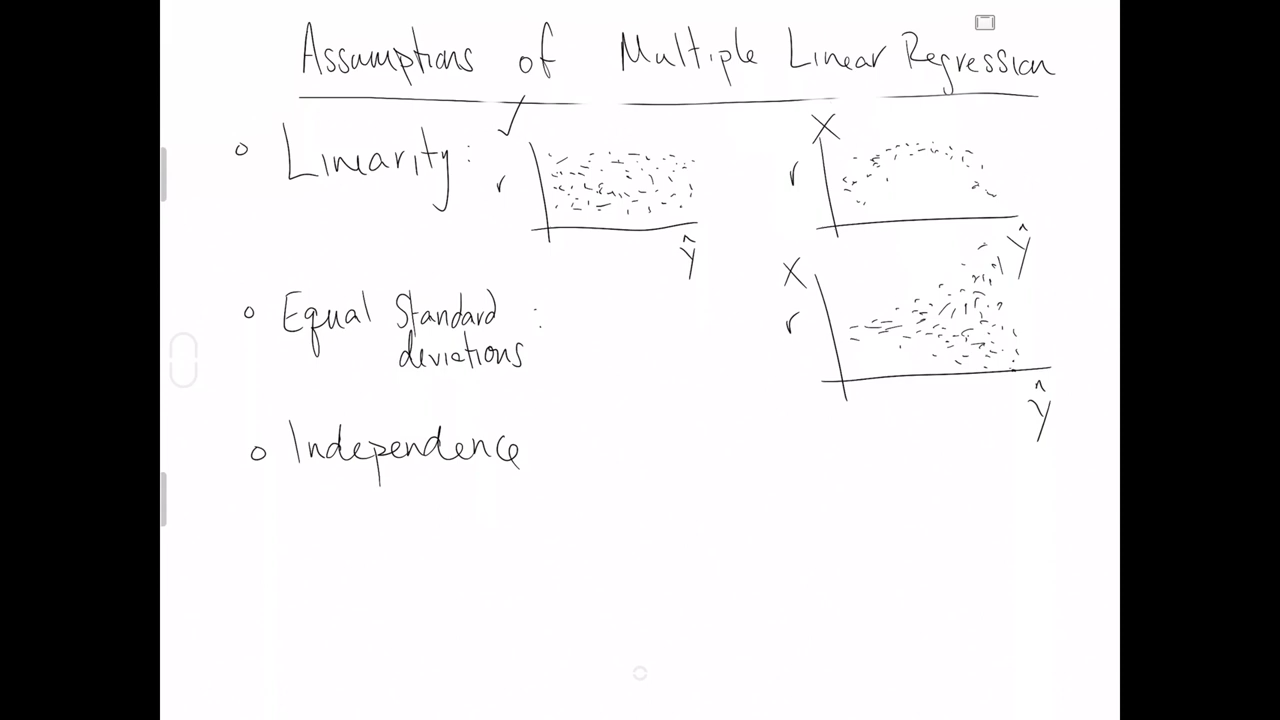 Assumptions of Multiple Linear Regression
Linearity:
✓
r
Ŷ
X
r
Ŷ
Equal Standard :
deviations
X
r
Ŷ
Independence